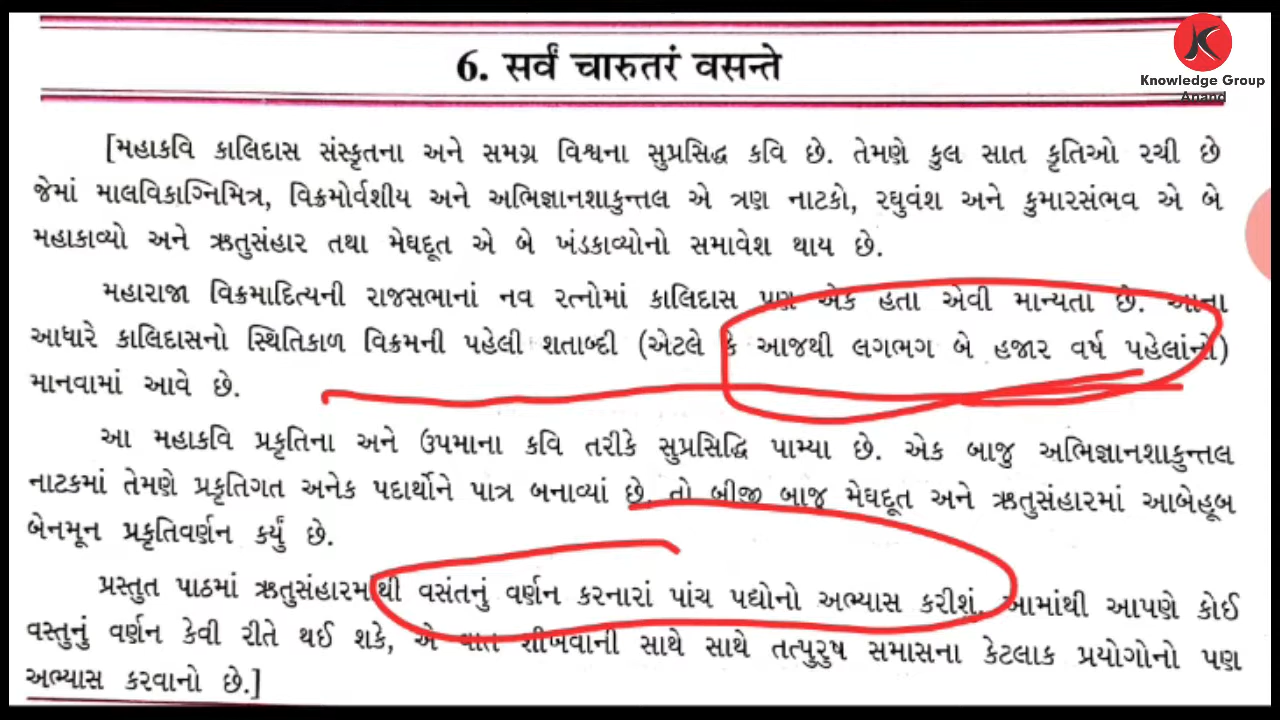 6. સર્વં ચારુતરં વસન્તે
Knowledge Group
Anand
[મહાકવિ કાલિદાસ સંસ્કૃતના અને સમગ્ર વિશ્વના સુપ્રસિદ્ધ કવિ છે. તેમણે કુલ સાત કૃતિઓ રચી છે
જેમાં માલવિકાગ્નિમિત્ર, વિક્રમોર્વશીય અને અભિજ્ઞાનશાકુન્તલ એ ત્રણ નાટકો, રઘુવંશ અને કુમારસંભવ એ બે
મહાકાવ્યો અને ઋતુસંહાર તથા મેઘદૂત એ બે ખંડકાવ્યોનો સમાવેશ થાય છે.
મહારાજા વિક્રમાદિત્યની રાજસભાનાં નવ રત્નોમાં કાલિદાસ પણ એક હતા એવી માન્યતા છે. આના
આધારે કાલિદાસનો સ્થિતિકાળ વિક્રમની પહેલી શતાબ્દી (એટલે કે આજથી લગભગ બે હજાર વર્ષ પહેલાંનો)
માનવામાં આવે છે.
આ મહાકવિ પ્રકૃતિના અને ઉપમાના કવિ તરીકે સુપ્રસિદ્ધિ પામ્યા છે. એક બાજુ અભિજ્ઞાનશાકુન્તલ
નાટકમાં તેમણે પ્રકૃતિગત અનેક પદાર્થોને પાત્ર બનાવ્યાં છે. તો બીજી બાજુ મેઘદૂત અને ઋતુસંહારમાં આબેહૂબ
બેનમૂન પ્રકૃતિવર્ણન કર્યું છે.
પ્રસ્તુત પાઠમાં ઋતુસંહારમાંથી વસંતનું વર્ણન કરનારાં પાંચ પદ્યોનો અભ્યાસ કરીશું. આમાંથી આપણે કોઈ
વસ્તુનું વર્ણન કેવી રીતે થઈ શકે, એ વાત શીખવાની સાથે સાથે તત્પુરુષ સમાસના કેટલાક પ્રયોગોનો પણ
અભ્યાસ કરવાનો છે.]